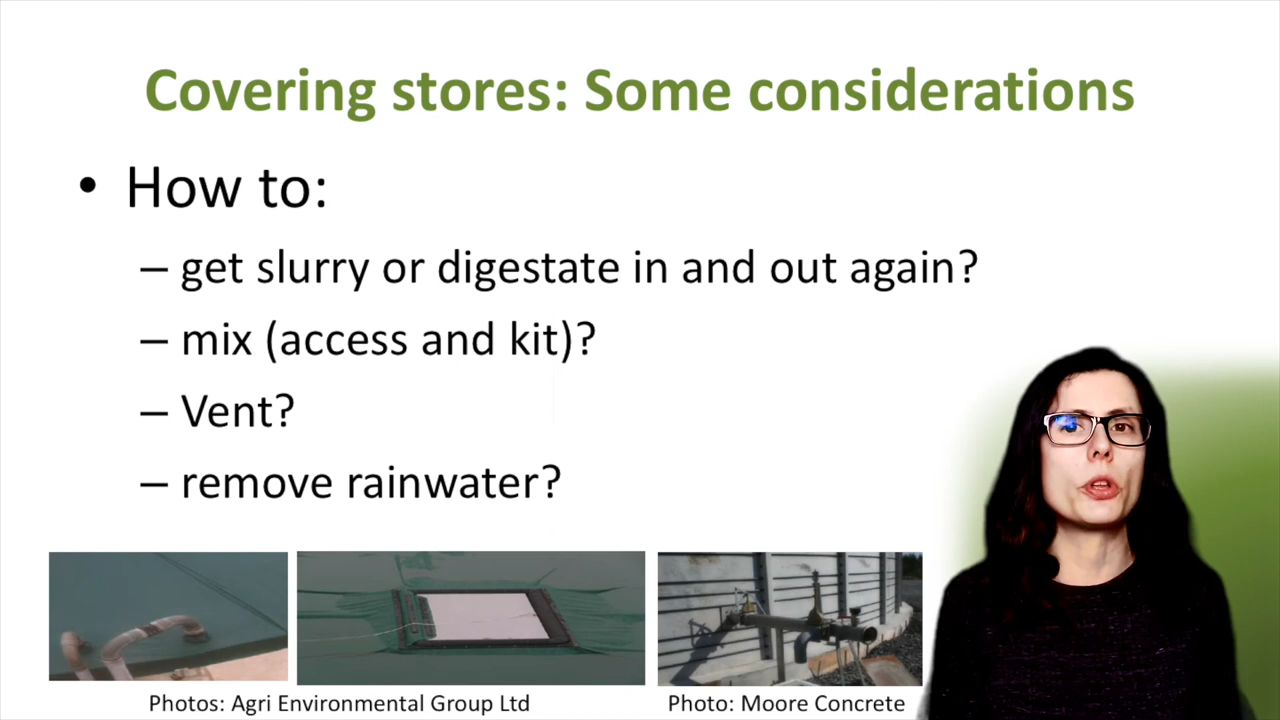 Covering stores: Some considerations
• How to:
– get slurry or digestate in and out again?
– mix (access and kit)?
– Vent?
– remove rainwater?
Photos: Agri Environmental Group Ltd
Photo: Moore Concrete